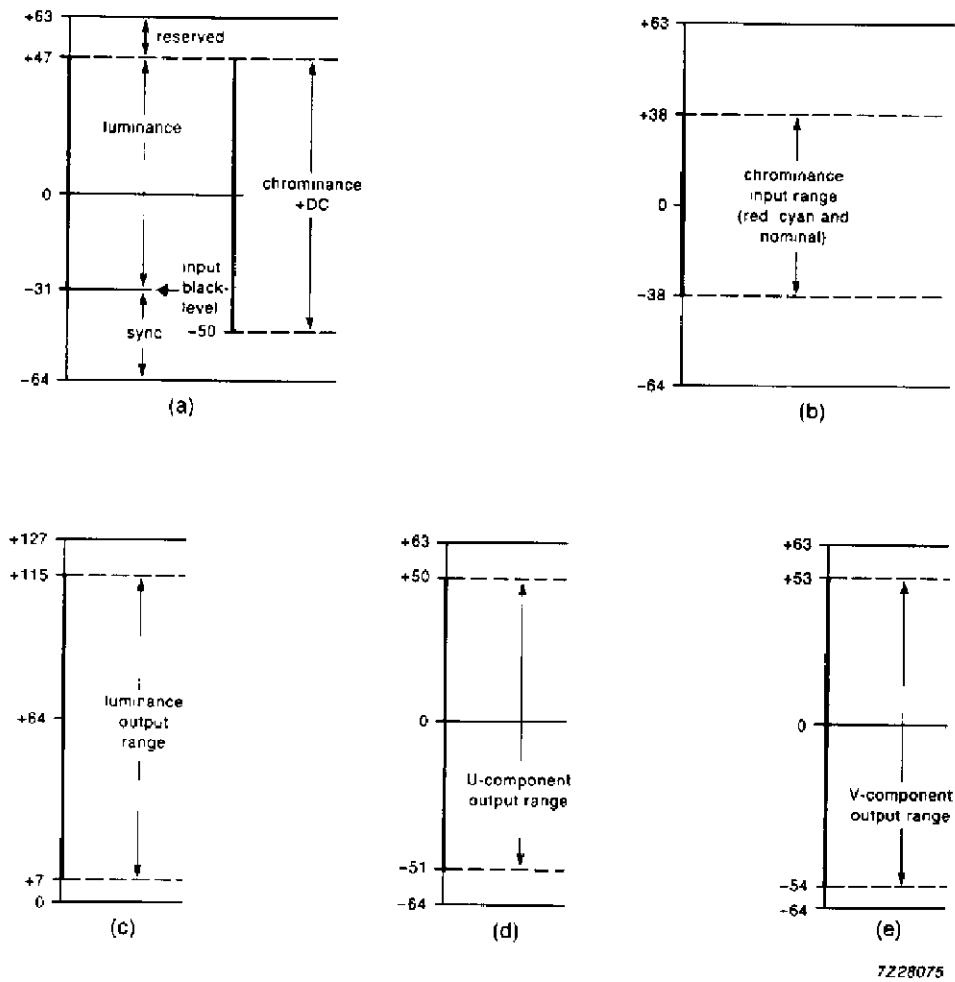 +63
reserved
+47
luminance
0
chrominance
+DC
-31
input
black-
level
sync
-50
-64
(a)
+63
+38
chrominance
input range
(red cyan and
nominal)
0
-38
-64
(b)
+127
+115
luminance
output
range
+64
+7
0
(c)
+63
+50
0
U-component
output range
-51
-64
(d)
+63
+53
0
V-component
output range
-54
-64
(e)
7Z28075